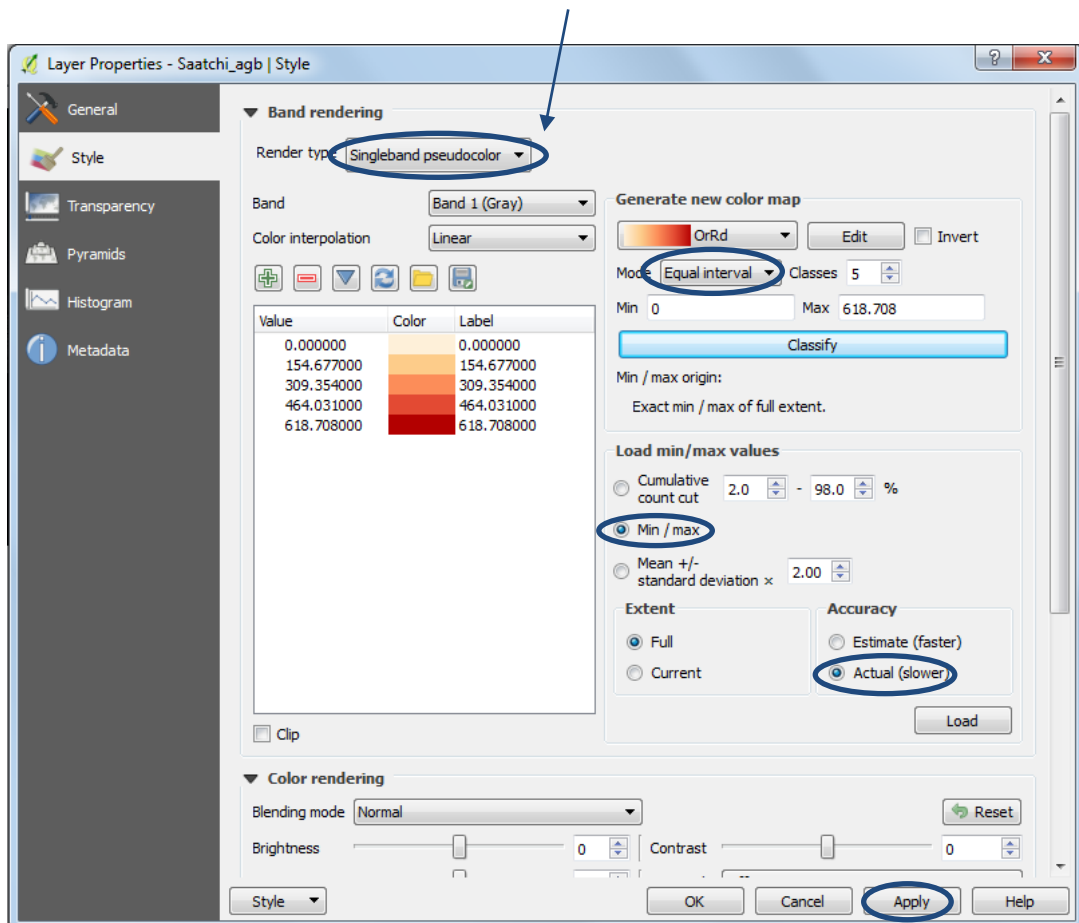 Layer Properties - Saatchi_agb | Style
General
Style
Transparency
Pyramids
Histogram
Metadata
Band rendering
Render type Singleband pseudocolor
Band Band 1 (Gray)
Color interpolation Linear
Value Color Label
0.000000 0.000000
154.677000 154.677000
309.354000 309.354000
464.031000 464.031000
618.708000 618.708000
Clip
Generate new color map
OrRd Edit Invert
Mode Equal interval Classes 5
Min 0 Max 618.708
Classify
Min / max origin:
Exact min / max of full extent.
Load min/max values
Cumulative
count cut 2.0 - 98.0 %
Min / max
Mean +/-
standard deviation × 2.00
Extent
Full
Current
Accuracy
Estimate (faster)
Actual (slower)
Load
Color rendering
Blending mode Normal Reset
Brightness 0 Contrast 0
Style OK Cancel Apply Help